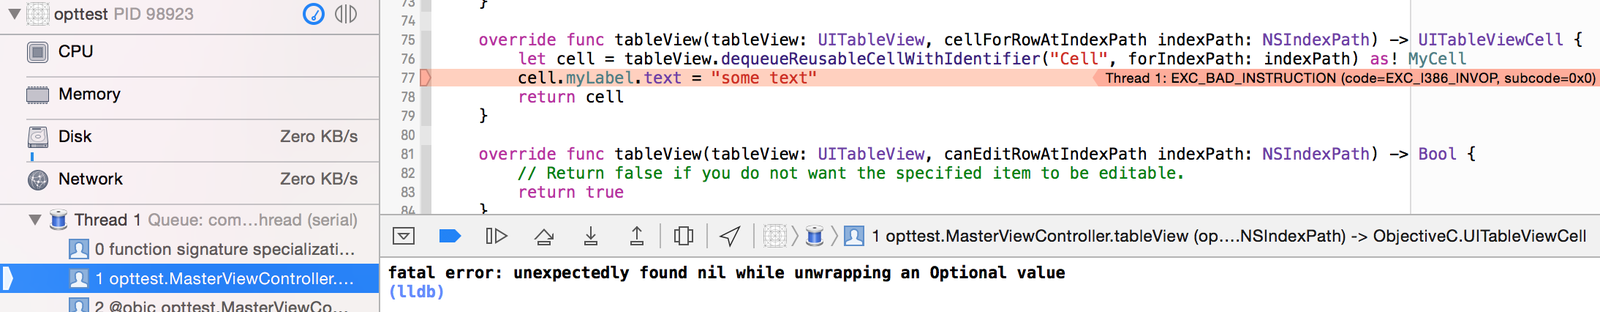 opttest PID 98923
CPU
Memory
Disk Zero KB/s
Network Zero KB/s
Thread 1 Queue: com...hread (serial)
0 function signature specializati...
1 opttest.MasterViewController....
2 @objc opttest.MasterViewCo...
73 }
74
75 override func tableView(tableView: UITableView, cellForRowAtIndexPath indexPath: NSIndexPath) -> UITableViewCell {
76 let cell = tableView.dequeueReusableCellWithIdentifier("Cell", forIndexPath: indexPath) as! MyCell
77 cell.myLabel.text = "some text" Thread 1: EXC_BAD_INSTRUCTION (code=EXC_I386_INVOP, subcode=0x0)
78 return cell
79 }
80
81 override func tableView(tableView: UITableView, canEditRowAtIndexPath indexPath: NSIndexPath) -> Bool {
82 // Return false if you do not want the specified item to be editable.
83 return true
84 }
1 opttest.MasterViewController.tableView (op....NSIndexPath) -> ObjectiveC.UITableViewCell
fatal error: unexpectedly found nil while unwrapping an Optional value
(lldb)